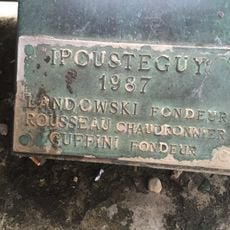 IPOUSTEGUY
1987
LANDOWSKI FONDEUR
ROUSSEAU CHAUDRONNIER
GUFFINI FONDEUR